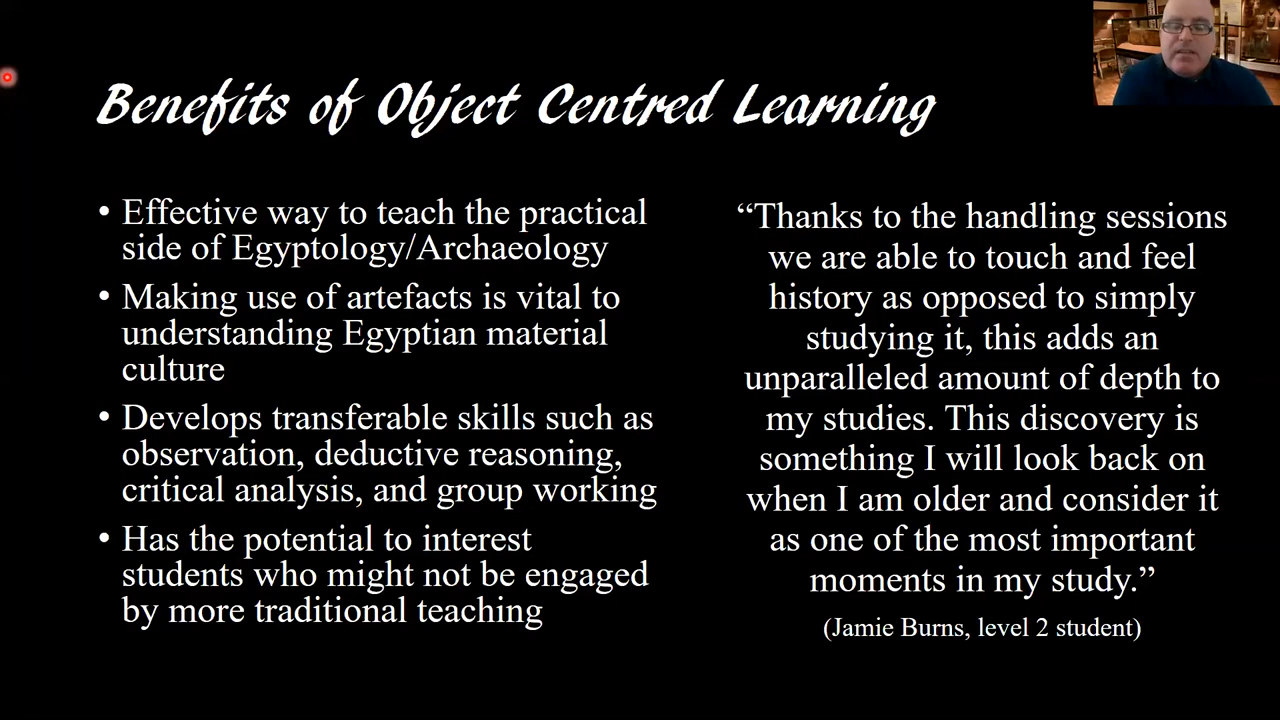 Benefits of Object Centred Learning
• Effective way to teach the practical
side of Egyptology/Archaeology
• Making use of artefacts is vital to
understanding Egyptian material
culture
• Develops transferable skills such as
observation, deductive reasoning,
critical analysis, and group working
• Has the potential to interest
students who might not be engaged
by more traditional teaching
“Thanks to the handling sessions
we are able to touch and feel
history as opposed to simply
studying it, this adds an
unparalleled amount of depth to
my studies. This discovery is
something I will look back on
when I am older and consider it
as one of the most important
moments in my study.”
(Jamie Burns, level 2 student)